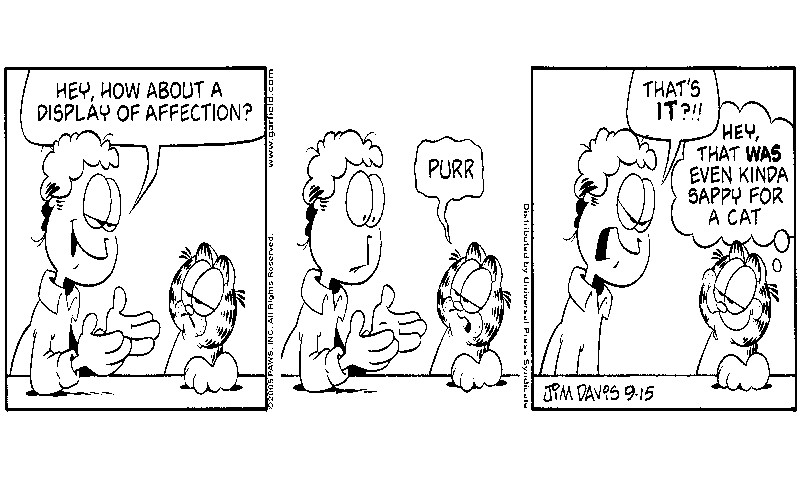 HEY, HOW ABOUT A
DISPLAY OF AFFECTION?
www.garfield.com
©2005 PAWS, INC. All Rights Reserved.
PURR
Distributed by Universal Press Syndicate
THAT'S
IT?!!
HEY,
THAT WAS
EVEN KINDA
SAPPY FOR
A CAT
JIM DAVIS 9-15